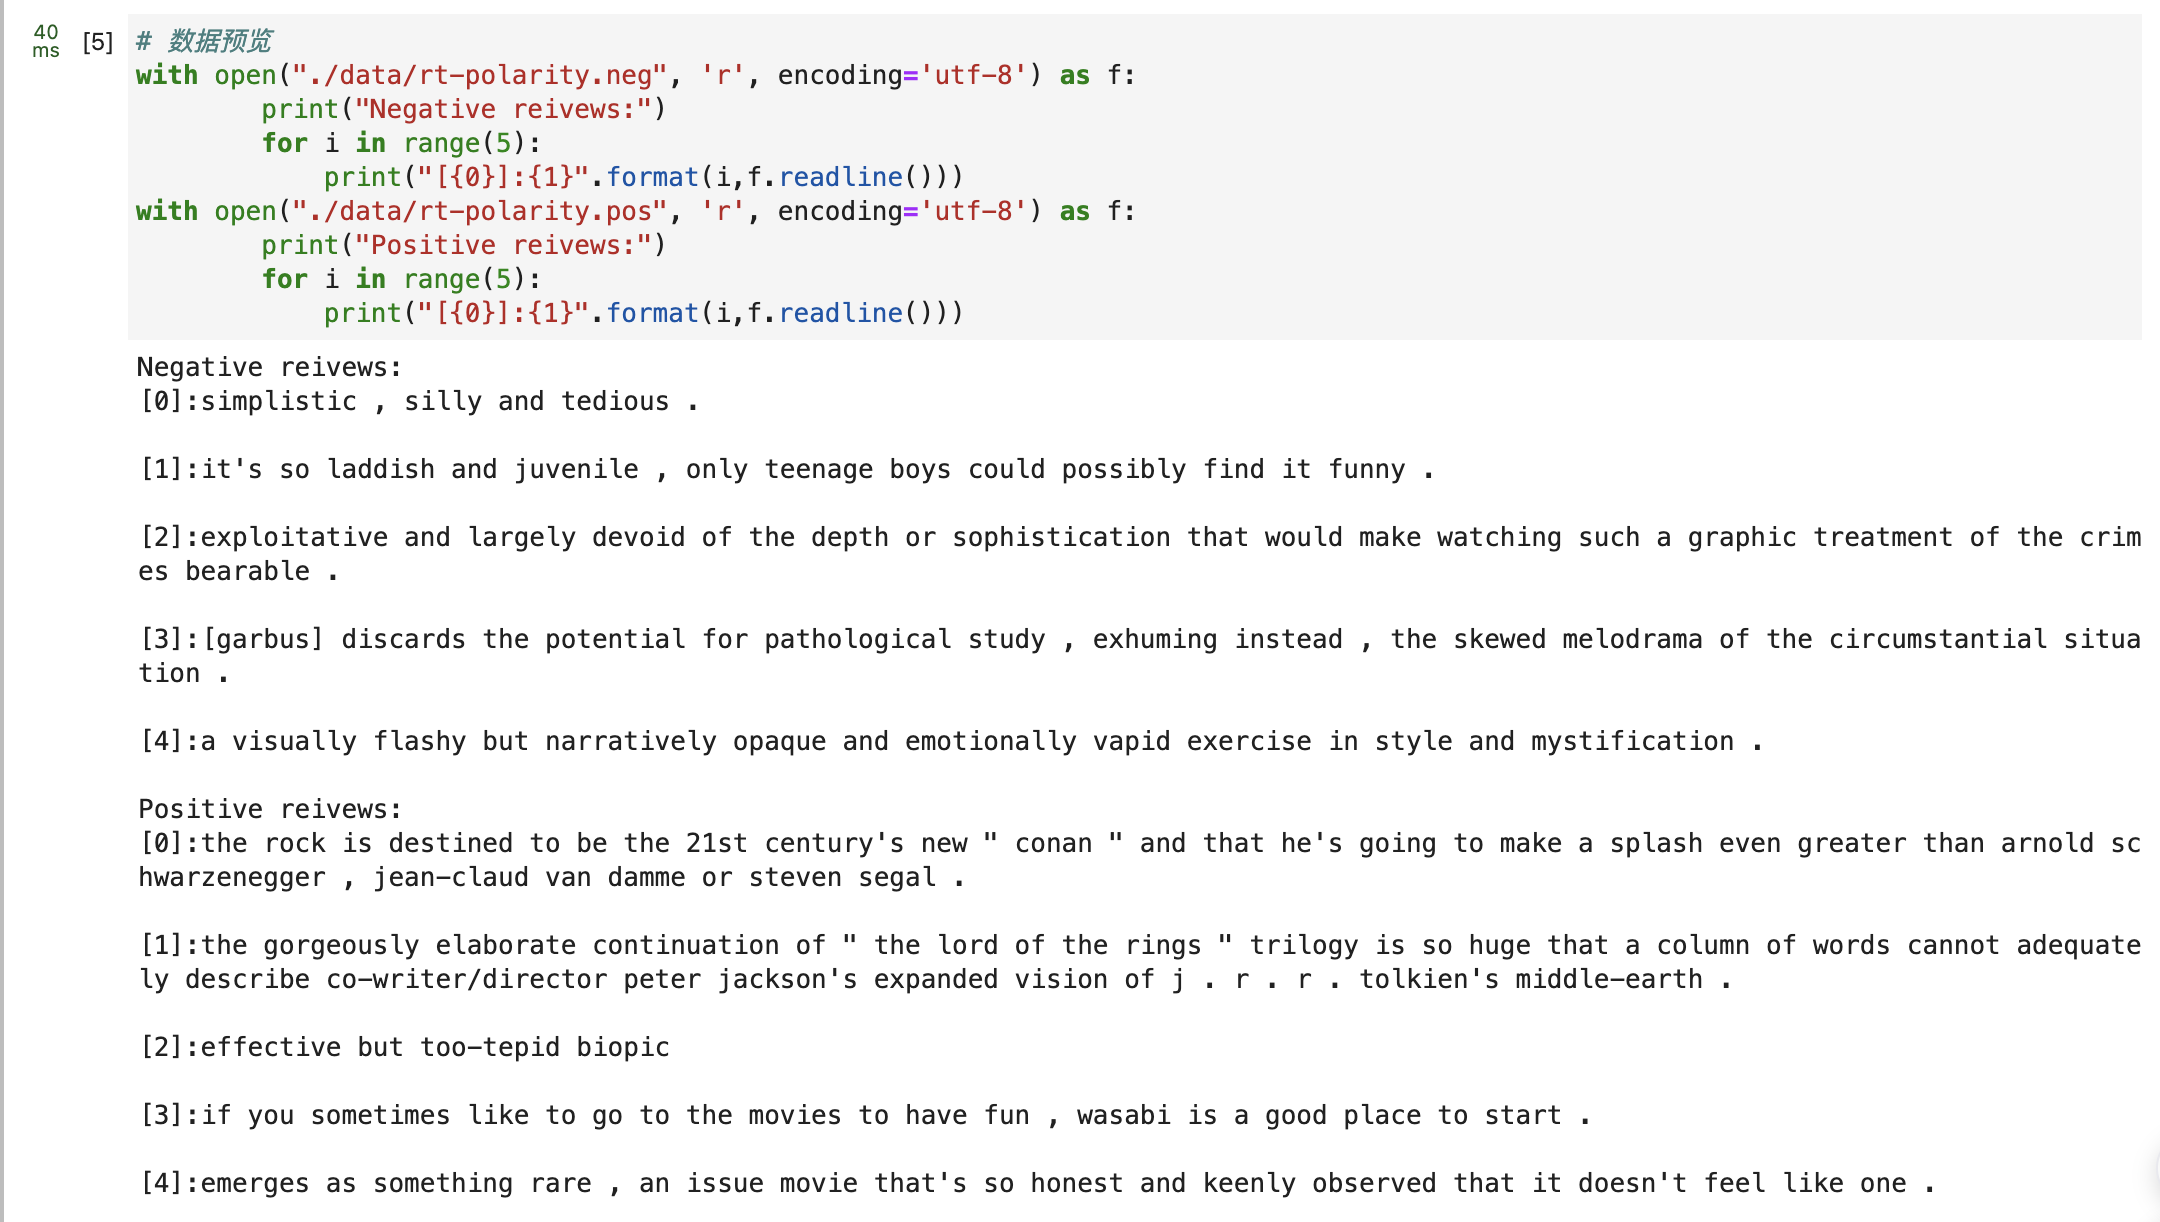 40
ms
[5]
# 数据预览
with open("./data/rt-polarity.neg", 'r', encoding='utf-8') as f:
        print("Negative reivews:")
        for i in range(5):
            print("[{0}]:{1}".format(i,f.readline()))
with open("./data/rt-polarity.pos", 'r', encoding='utf-8') as f:
        print("Positive reivews:")
        for i in range(5):
            print("[{0}]:{1}".format(i,f.readline()))
Negative reivews:
[0]:simplistic , silly and tedious .
[1]:it's so laddish and juvenile , only teenage boys could possibly find it funny .
[2]:exploitative and largely devoid of the depth or sophistication that would make watching such a graphic treatment of the crim
es bearable .
[3]:[garbus] discards the potential for pathological study , exhuming instead , the skewed melodrama of the circumstantial situa
tion .
[4]:a visually flashy but narratively opaque and emotionally vapid exercise in style and mystification .
Positive reivews:
[0]:the rock is destined to be the 21st century's new " conan " and that he's going to make a splash even greater than arnold sc
hwarzenegger , jean-claud van damme or steven segal .
[1]:the gorgeously elaborate continuation of " the lord of the rings " trilogy is so huge that a column of words cannot adequate
ly describe co-writer/director peter jackson's expanded vision of j . r . r . tolkien's middle-earth .
[2]:effective but too-tepid biopic
[3]:if you sometimes like to go to the movies to have fun , wasabi is a good place to start .
[4]:emerges as something rare , an issue movie that's so honest and keenly observed that it doesn't feel like one .